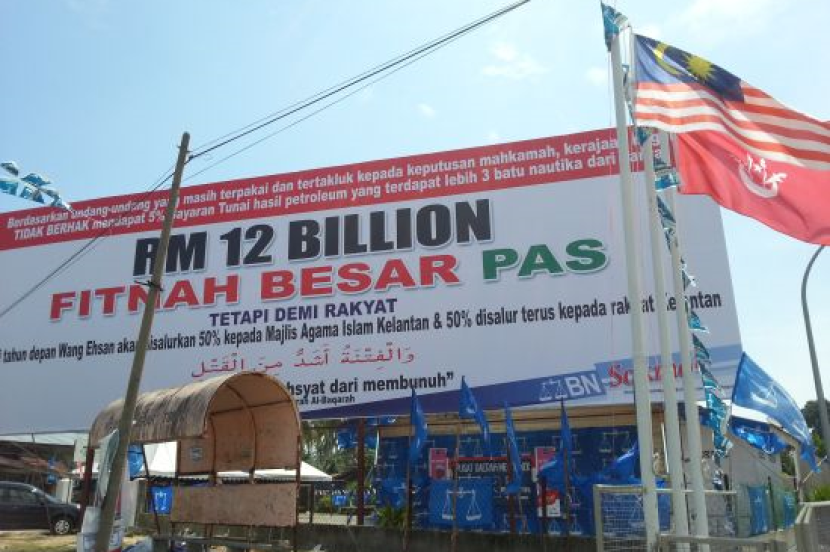 Berdasarkan undang-undang yang masih terpakai dan tertakluk kepada keputusan mahkamah, kerajaan
TIDAK BERHAK mendapat 5% Bayaran Tunai hasil petroleum yang terdapat lebih 3 batu nautika dari
RM 12 BILLION
FITNAH BESAR PAS
TETAPI DEMI RAKYAT
tahun depan Wang Ehsan akan disalurkan 50% kepada Majlis Agama Islam Kelantan & 50% disalur terus kepada rakyat Kelantan
وَالْفِتْنَةُ أَشَدُّ مِنَ الْقَتْلِ
dari membunuh"
Al-Baqarah
BN